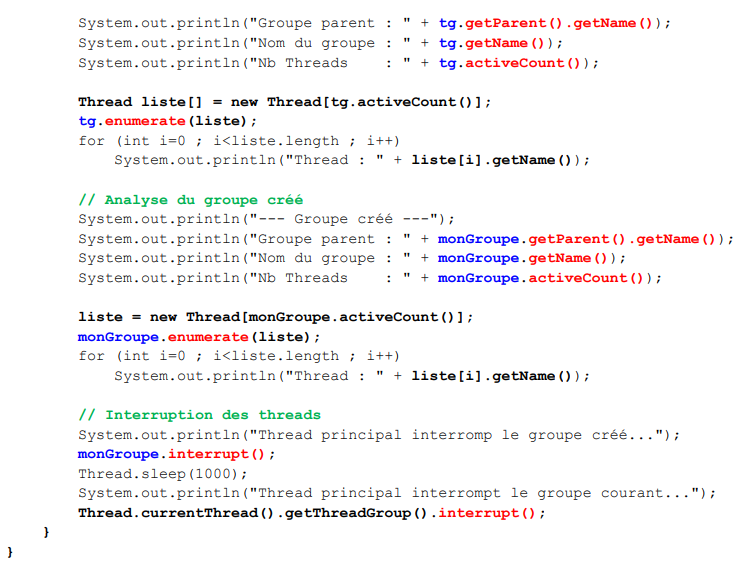 System.out.println("Groupe parent : " + tg.getParent().getName());
System.out.println("Nom du groupe : " + tg.getName());
System.out.println("Nb Threads    : " + tg.activeCount());
Thread liste[] = new Thread[tg.activeCount()];
tg.enumerate(liste);
for (int i=0 ; i<liste.length ; i++)
    System.out.println("Thread : " + liste[i].getName());
// Analyse du groupe créé
System.out.println("--- Groupe créé ---");
System.out.println("Groupe parent : " + monGroupe.getParent().getName());
System.out.println("Nom du groupe : " + monGroupe.getName());
System.out.println("Nb Threads    : " + monGroupe.activeCount());
liste = new Thread[monGroupe.activeCount()];
monGroupe.enumerate(liste);
for (int i=0 ; i<liste.length ; i++)
    System.out.println("Thread : " + liste[i].getName());
// Interruption des threads
System.out.println("Thread principal interromp le groupe créé...");
monGroupe.interrupt();
Thread.sleep(1000);
System.out.println("Thread principal interrompt le groupe courant...");
Thread.currentThread().getThreadGroup().interrupt();
}
}